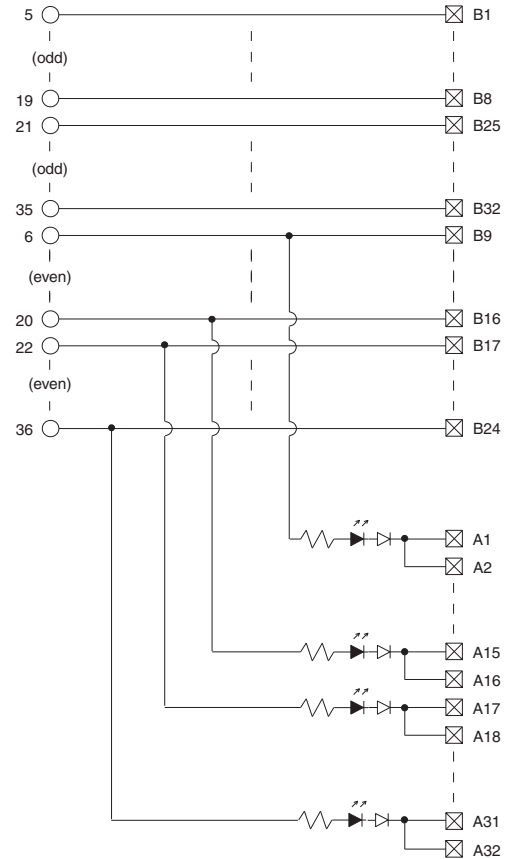 5 B1
(odd)
19 B8
21 B25
(odd)
35 B32
6 B9
(even)
20 B16
22 B17
(even)
36 B24
A1
A2
A15
A16
A17
A18
A31
A32